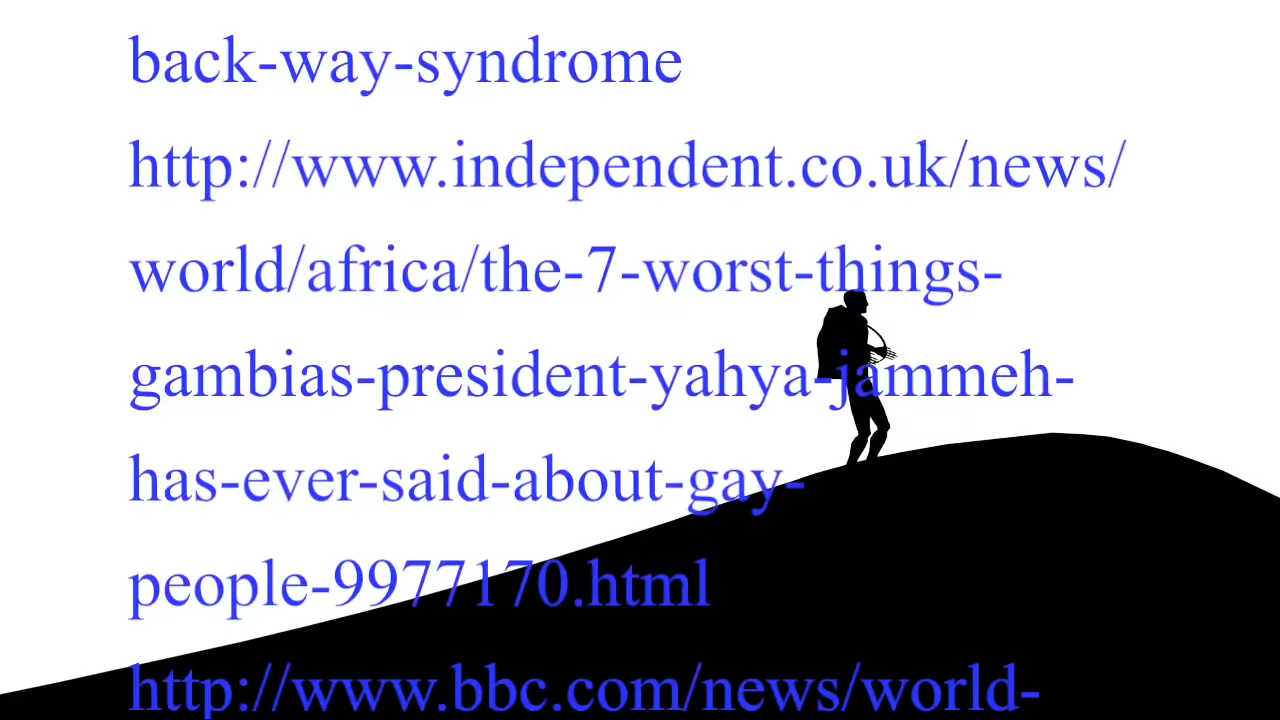 back-way-syndrome
http://www.independent.co.uk/news/
world/africa/the-7-worst-things-
gambias-president-yahya-jammeh-
has-ever-said-about-gay-
people-9977170.html
http://www.bbc.com/news/world-